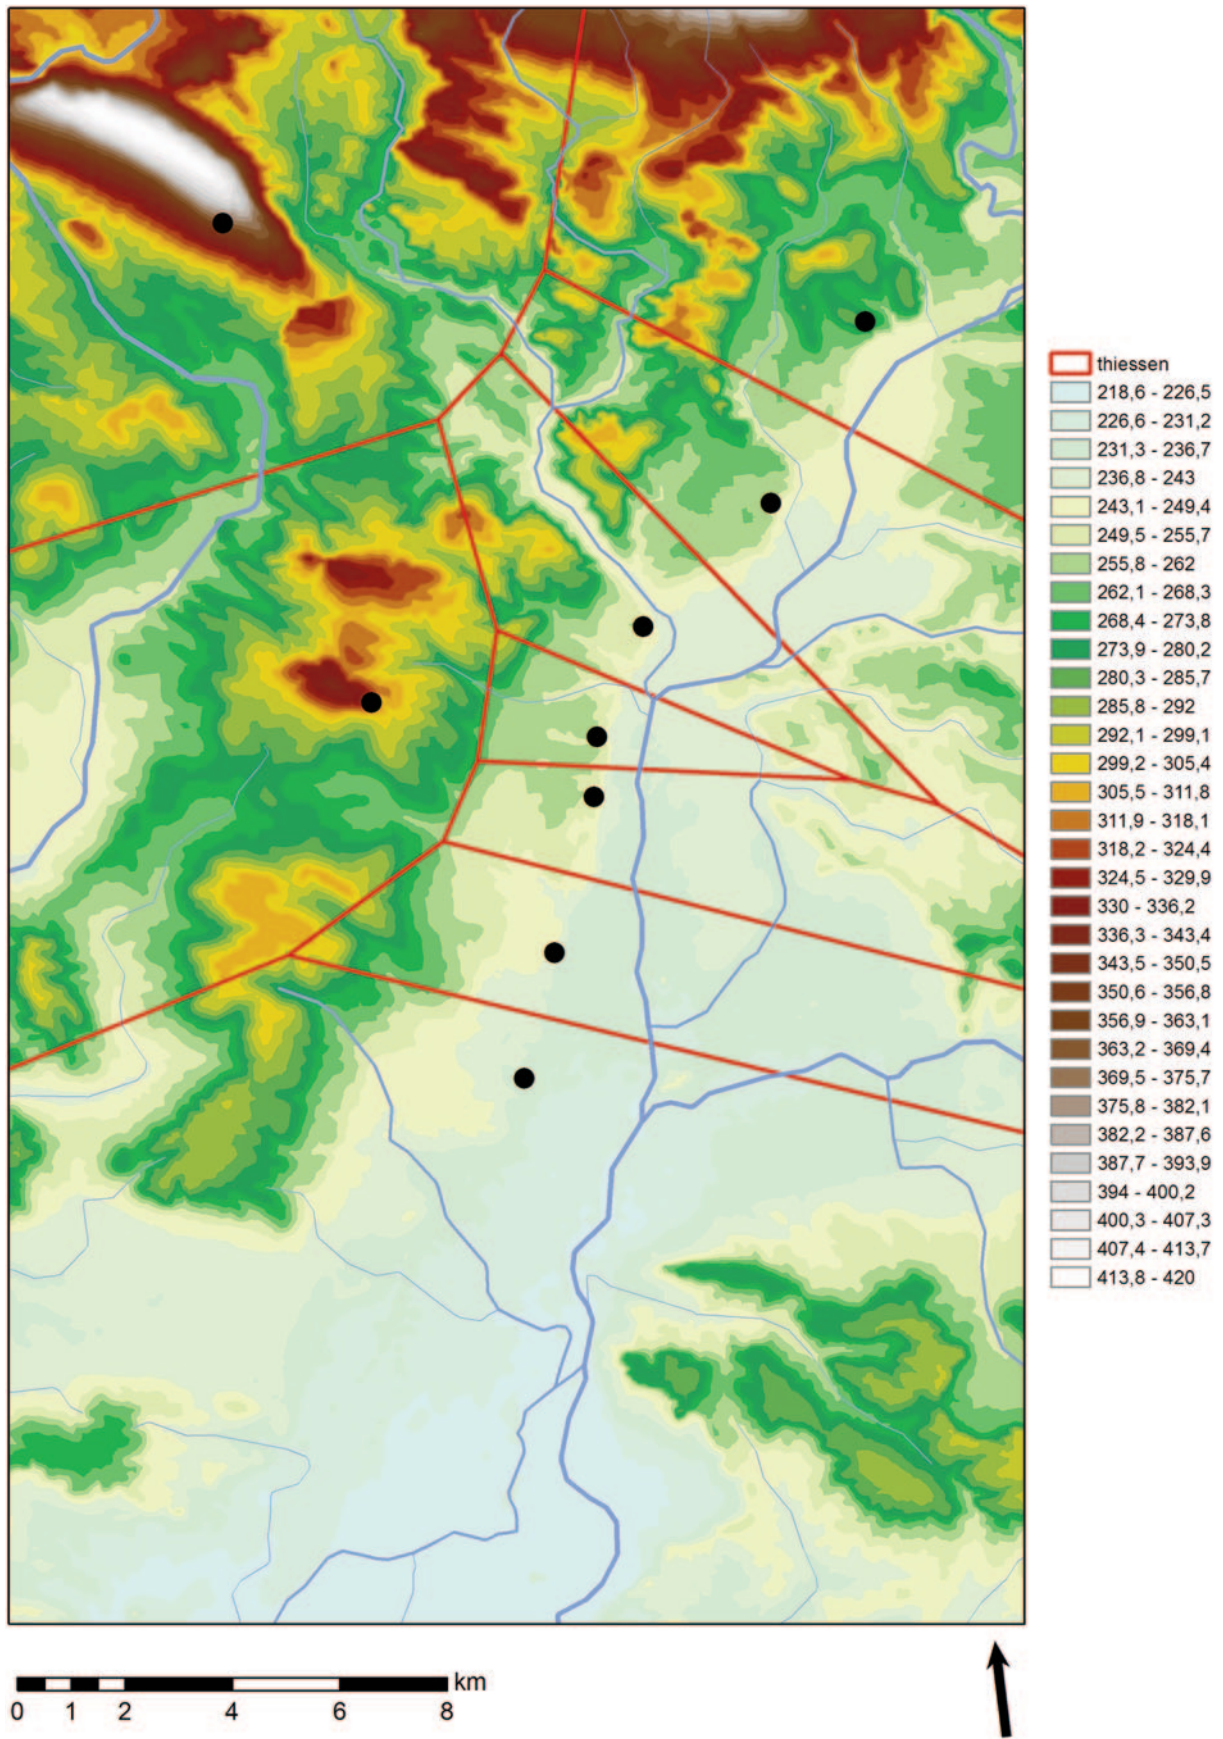 thiessen
218,6 - 226,5
226,6 - 231,2
231,3 - 236,7
236,8 - 243
243,1 - 249,4
249,5 - 255,7
255,8 - 262
262,1 - 268,3
268,4 - 273,8
273,9 - 280,2
280,3 - 285,7
285,8 - 292
292,1 - 299,1
299,2 - 305,4
305,5 - 311,8
311,9 - 318,1
318,2 - 324,4
324,5 - 329,9
330 - 336,2
336,3 - 343,4
343,5 - 350,5
350,6 - 356,8
356,9 - 363,1
363,2 - 369,4
369,5 - 375,7
375,8 - 382,1
382,2 - 387,6
387,7 - 393,9
394 - 400,2
400,3 - 407,3
407,4 - 413,7
413,8 - 420
km
0 1 2 4 6 8